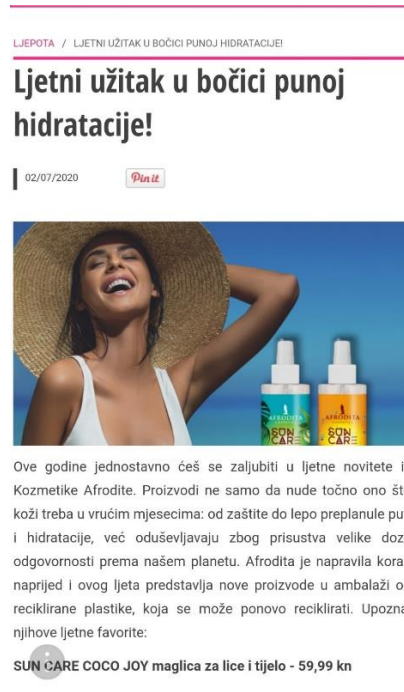 LJEPOTA / LJETNI UŽITAK U BOČICI PUNOJ HIDRATACIJE!
Ljetni užitak u bočici punoj
hidratacije!
02/07/2020
Pin it
AFRODITA AFRODITA
SUN SUN
CARE CARE
Ove godine jednostavno ćeš se zaljubiti u ljetne novitete i
Kozmetike Afrodite. Proizvodi ne samo da nude točno ono št
koži treba u vrućim mjesecima: od zaštite do lepo preplanule pu
i hidratacije, već oduševljavaju zbog prisustva velike doz
odgovornosti prema našem planetu. Afrodita je napravila kora
naprijed i ovog ljeta predstavlja nove proizvode u ambalaži o
reciklirane plastike, koja se može ponovo reciklirati. Upozna
njihove ljetne favorite:
SUN CARE COCO JOY maglica za lice i tijelo - 59,99 kn